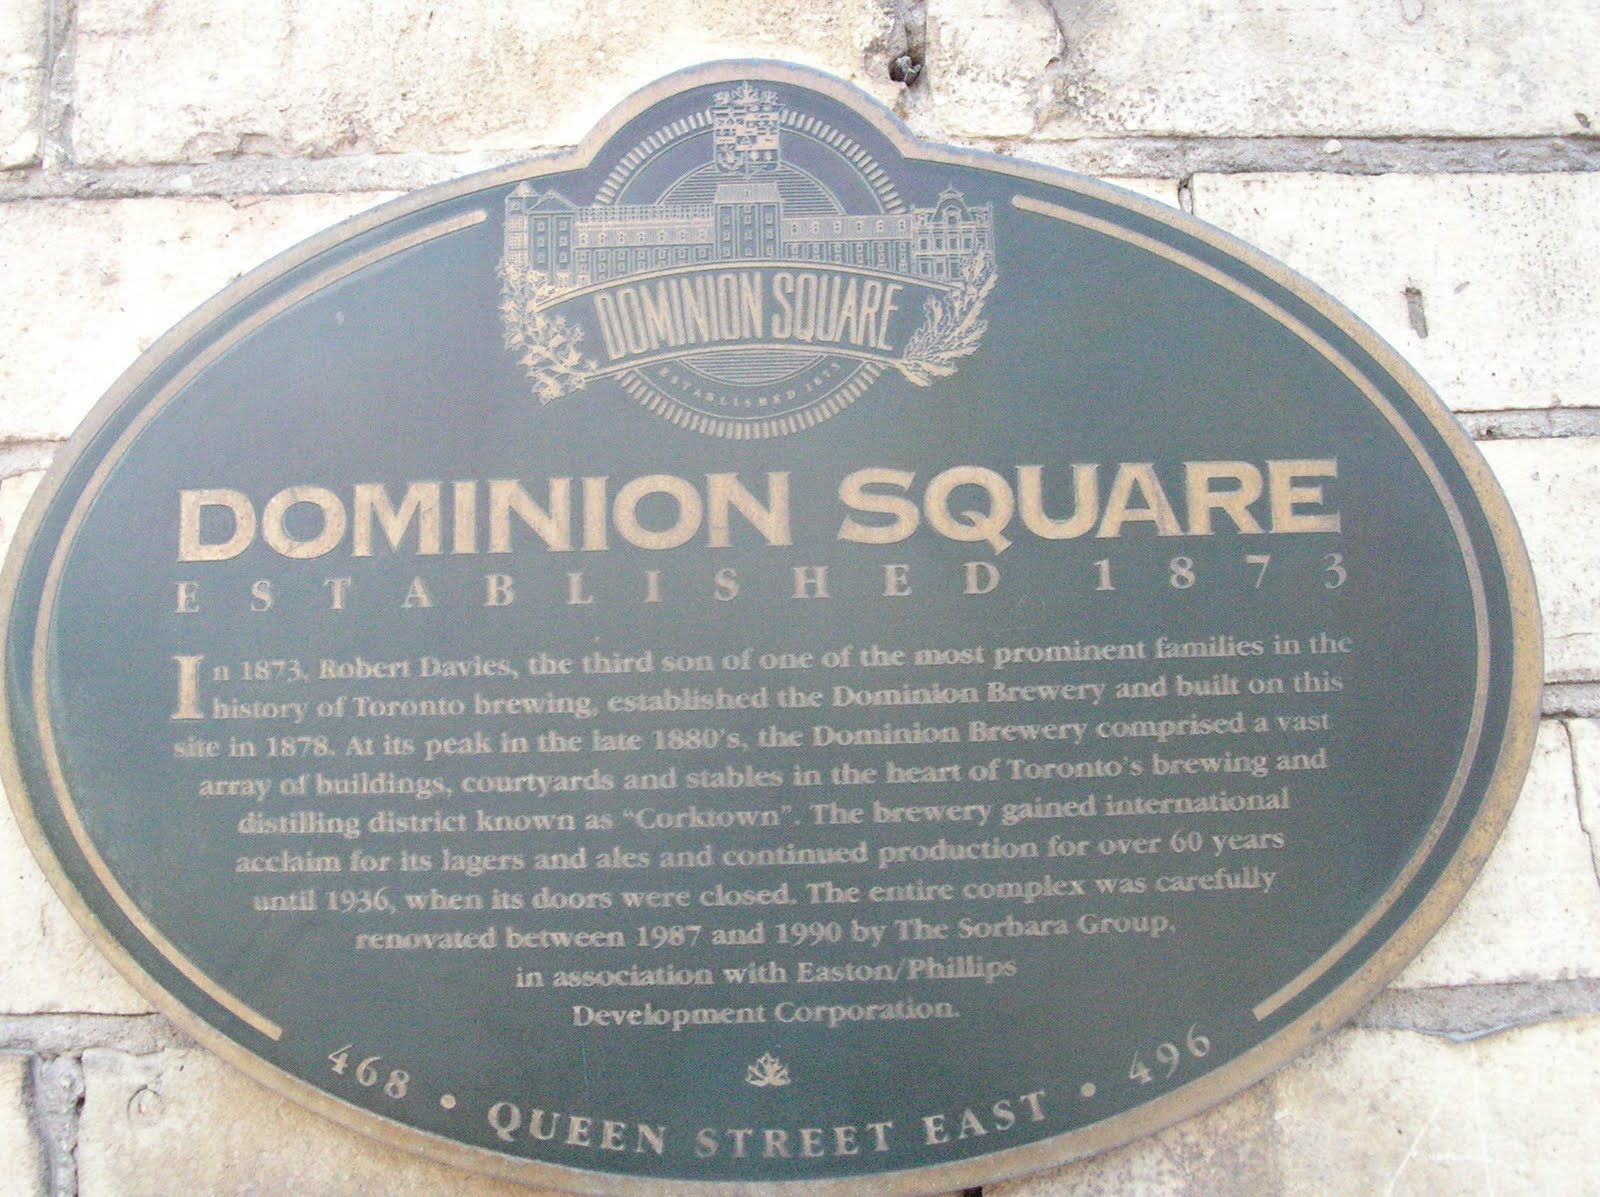 DOMINION SQUARE
ESTABLISHED 1873
DOMINION SQUARE
ESTABLISHED 1873
In 1873, Robert Davies, the third son of one of the most prominent families in the
history of Toronto brewing, established the Dominion Brewery and built on this
site in 1878. At its peak in the late 1880's, the Dominion Brewery comprised a vast
array of buildings, courtyards and stables in the heart of Toronto's brewing and
distilling district known as "Corktown". The brewery gained international
acclaim for its lagers and ales and continued production for over 60 years
until 1936, when its doors were closed. The entire complex was carefully
renovated between 1987 and 1990 by The Sorbara Group,
in association with Easton/Phillips
Development Corporation.
468 • QUEEN STREET EAST • 496